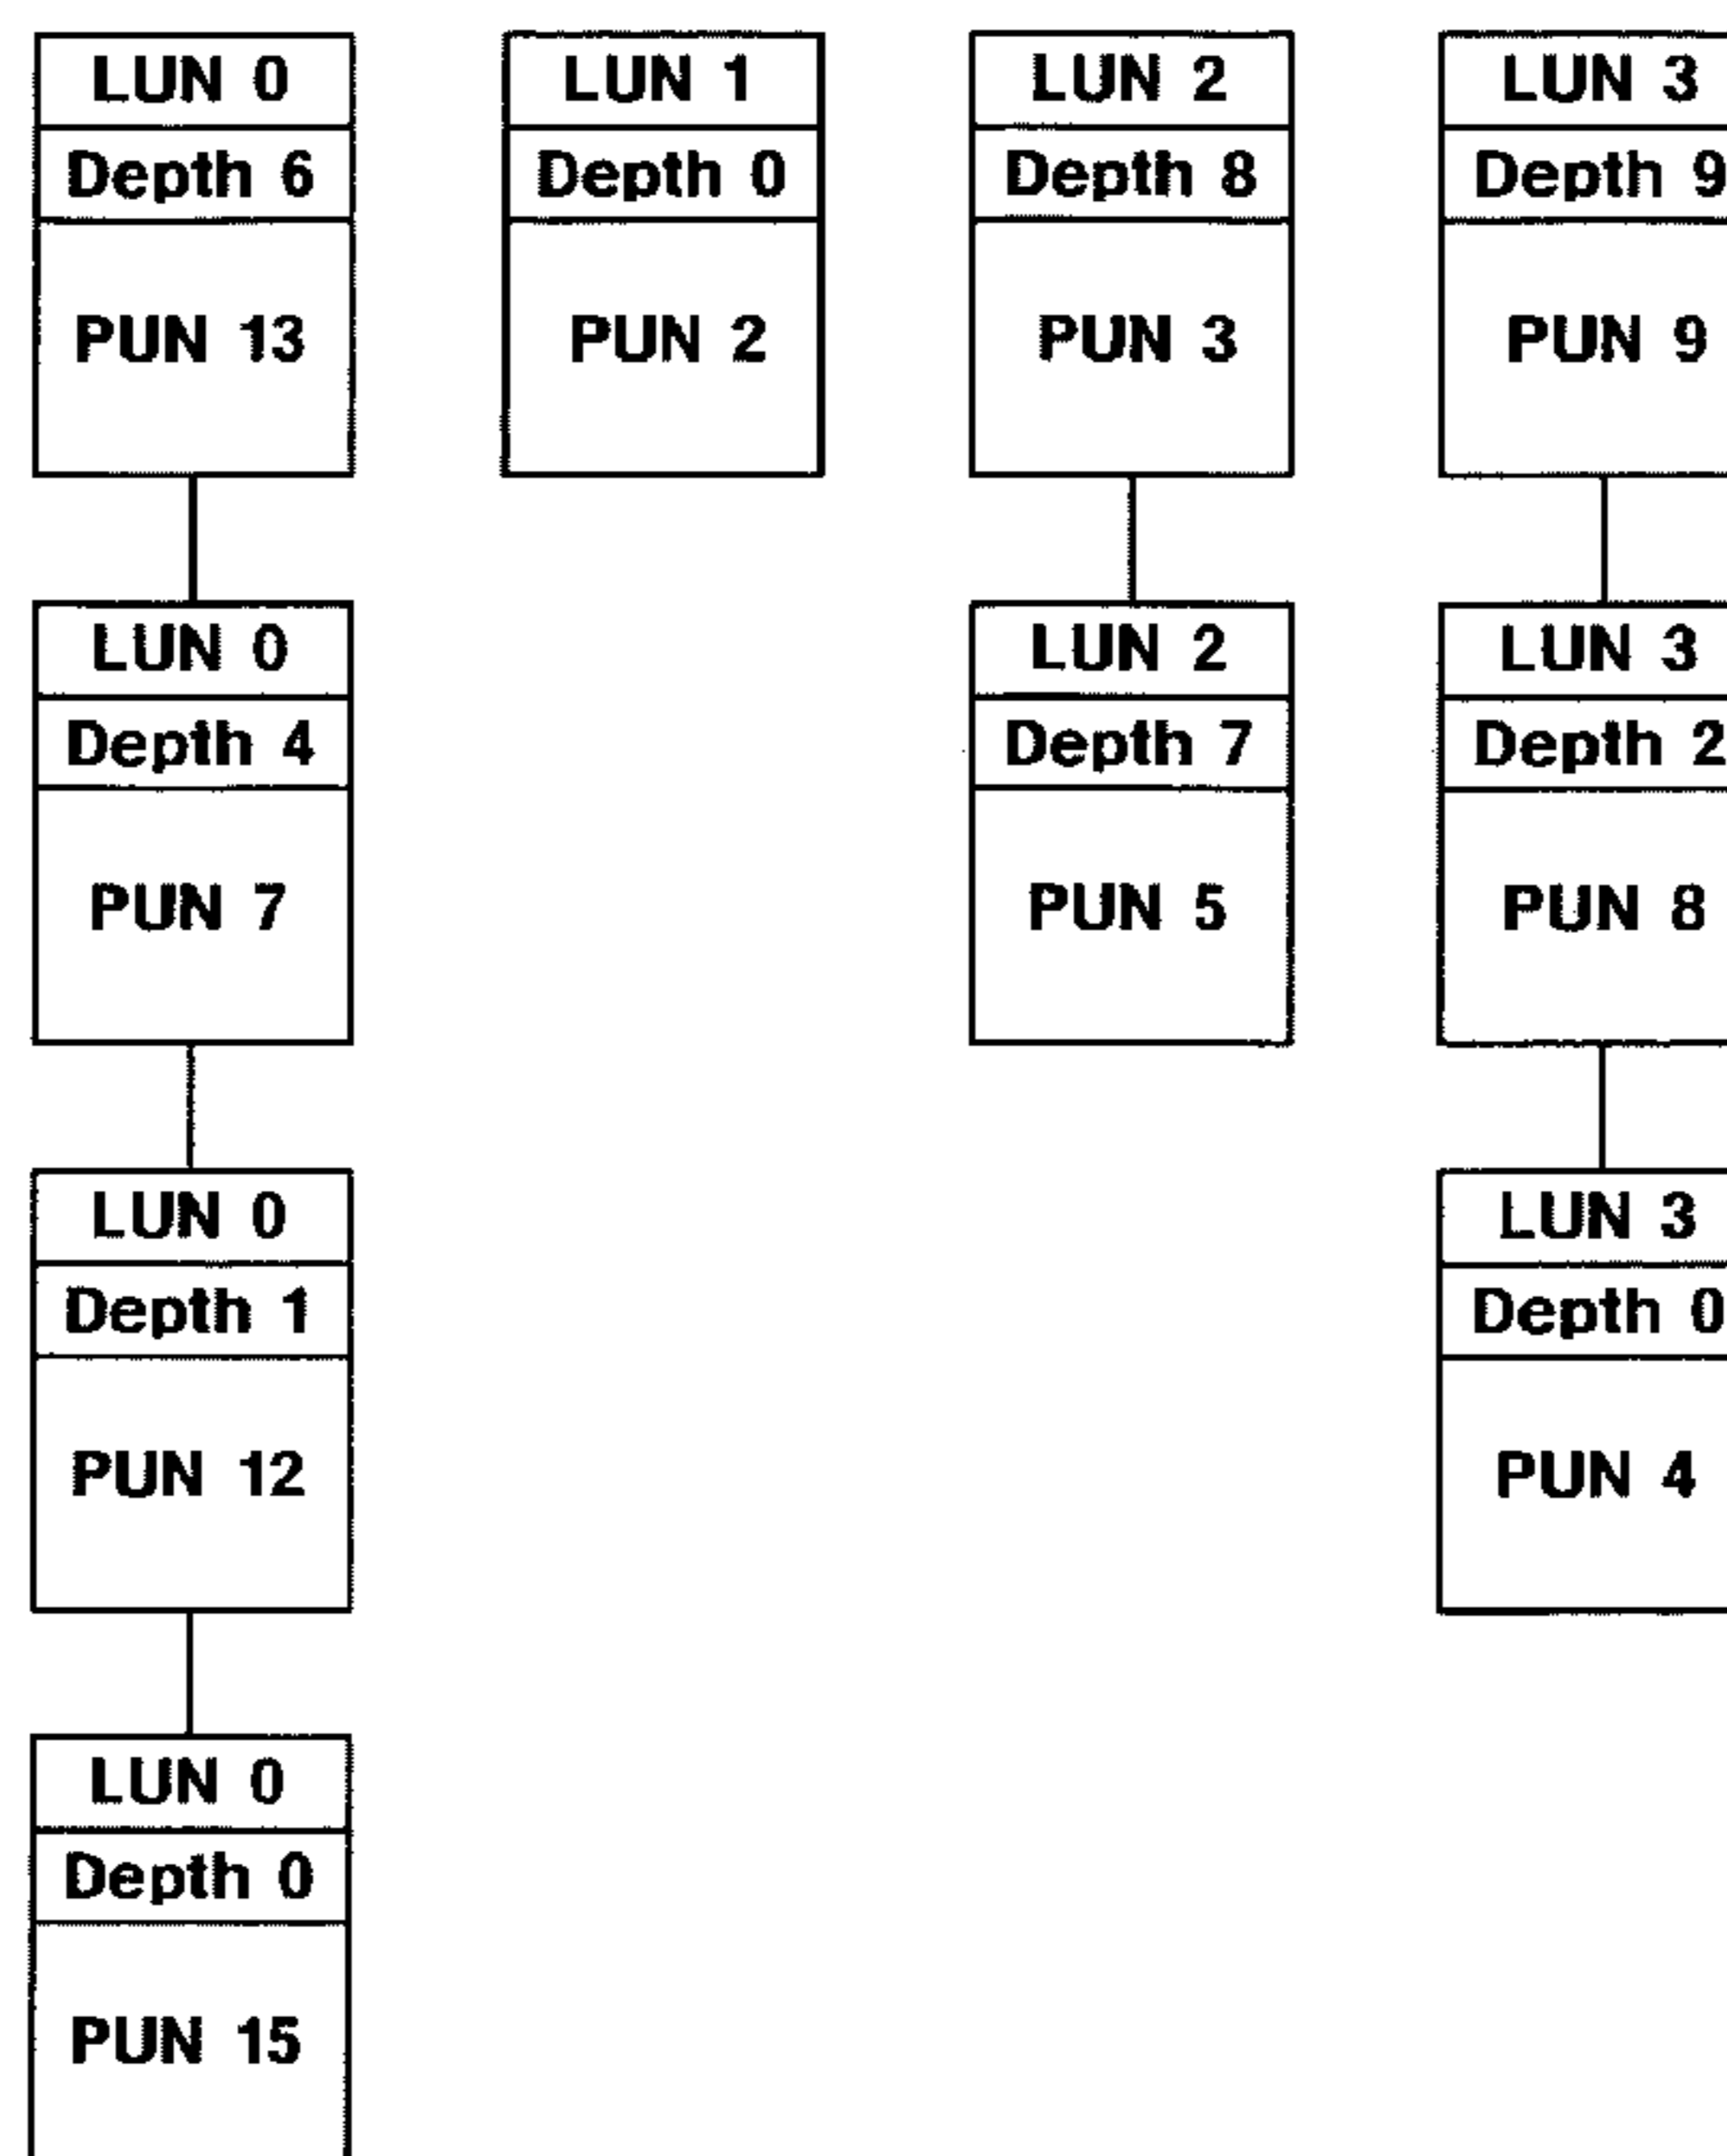 LUN 0
Depth 6
PUN 13
LUN 1
Depth 0
PUN 2
LUN 2
Depth 8
PUN 3
LUN 3
Depth 9
PUN 9
LUN 0
Depth 4
PUN 7
LUN 2
Depth 7
PUN 5
LUN 3
Depth 2
PUN 8
LUN 0
Depth 1
PUN 12
LUN 3
Depth 0
PUN 4
LUN 0
Depth 0
PUN 15